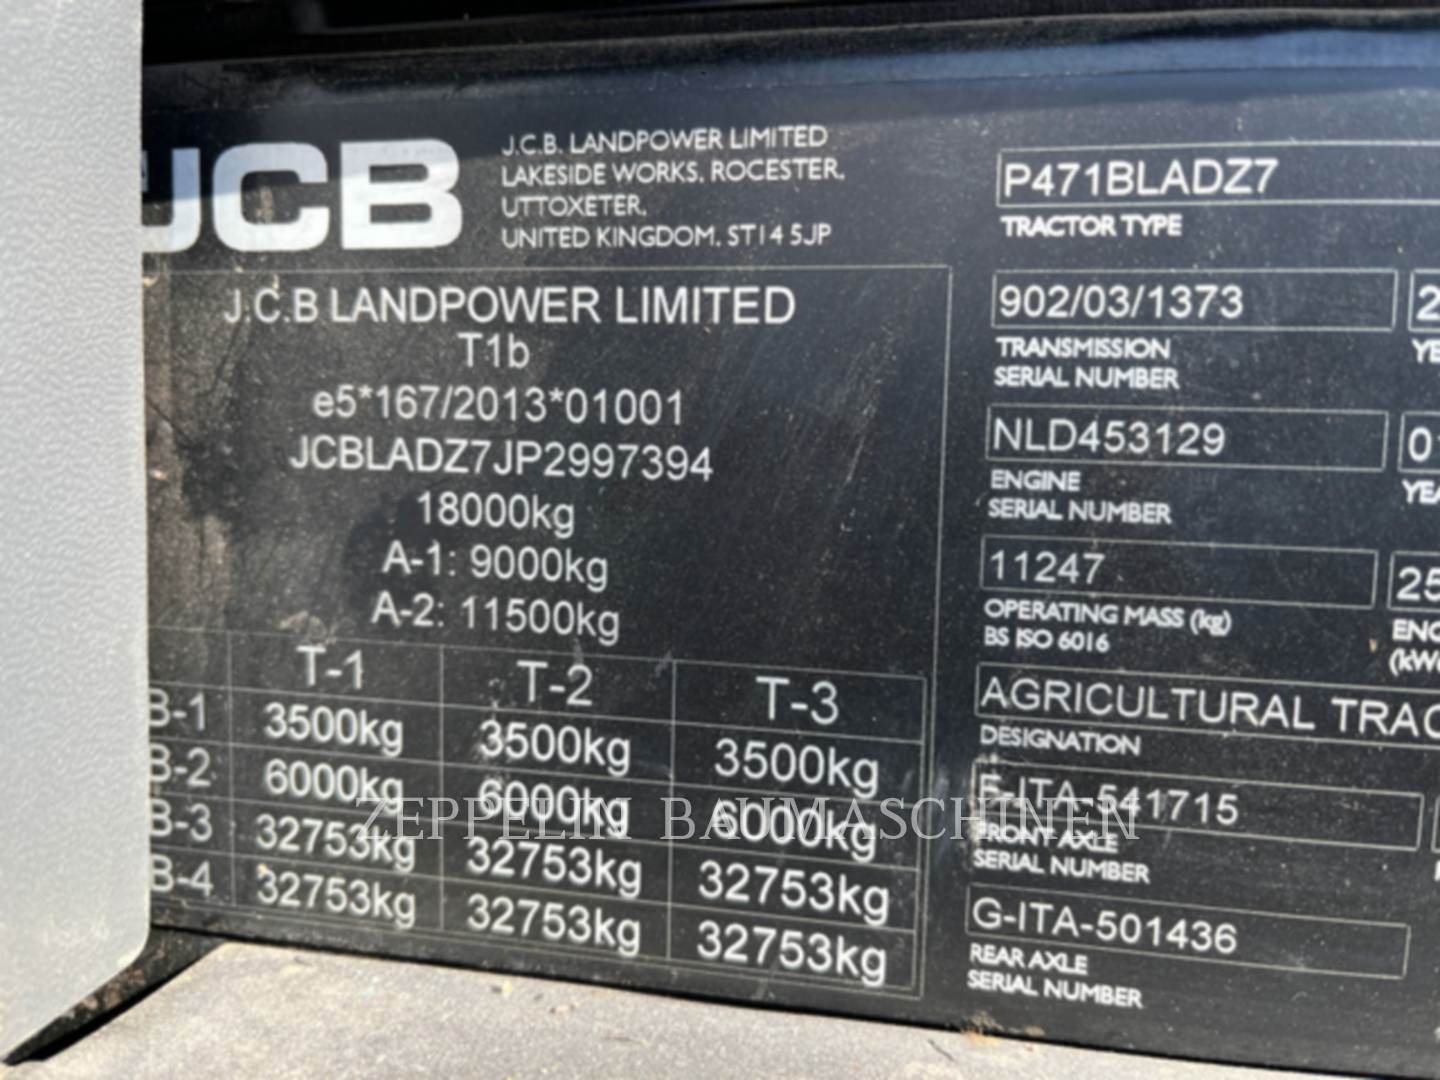 JCB
J.C.B. LANDPOWER LIMITED
LAKESIDE WORKS, ROCESTER,
UTTOXETER,
UNITED KINGDOM, ST14 5JP
J.C.B LANDPOWER LIMITED
T1b
e5*167/2013*01001
JCBLADZ7JP2997394
18000kg
A-1: 9000kg
A-2: 11500kg
T-1 T-2 T-3
B-1 3500kg 3500kg 3500kg
B-2 6000kg 6000kg 6000kg
B-3 32753kg 32753kg 32753kg
B-4 32753kg 32753kg 32753kg
P471BLADZ7
TRACTOR TYPE
902/03/1373
TRANSMISSION
SERIAL NUMBER
NLD453129
ENGINE
SERIAL NUMBER
11247
OPERATING MASS (kg)
BS ISO 6016
AGRICULTURAL
DESIGNATION
F-ITA-541715
FRONT AXLE
SERIAL NUMBER
G-ITA-501436
REAR AXLE
SERIAL NUMBER
ZEPPELIN BAUMASCHINEN